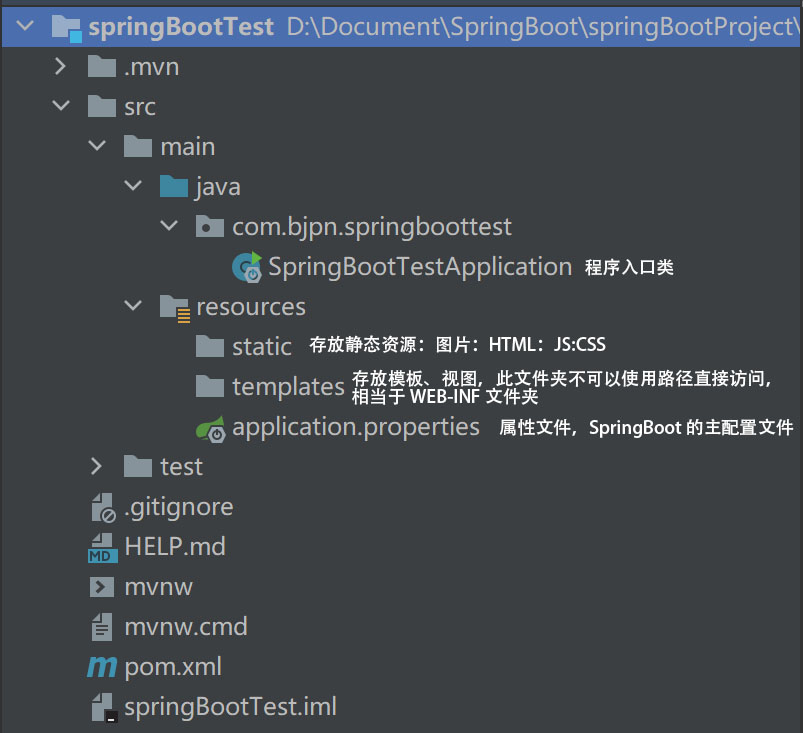 springBootTest D:\Document\SpringBoot\springBootProject\
.mvn
src
main
java
com.bjpn.springboottest
SpringBootTestApplication 程序入口类
resources
static 存放静态资源：图片：HTML：JS:CSS
templates 存放模板、视图，此文件夹不可以使用路径直接访问，
相当于 WEB-INF 文件夹
application.properties 属性文件，SpringBoot 的主配置文件
test
.gitignore
MD HELP.md
mvnw
mvnw.cmd
m pom.xml
springBootTest.iml